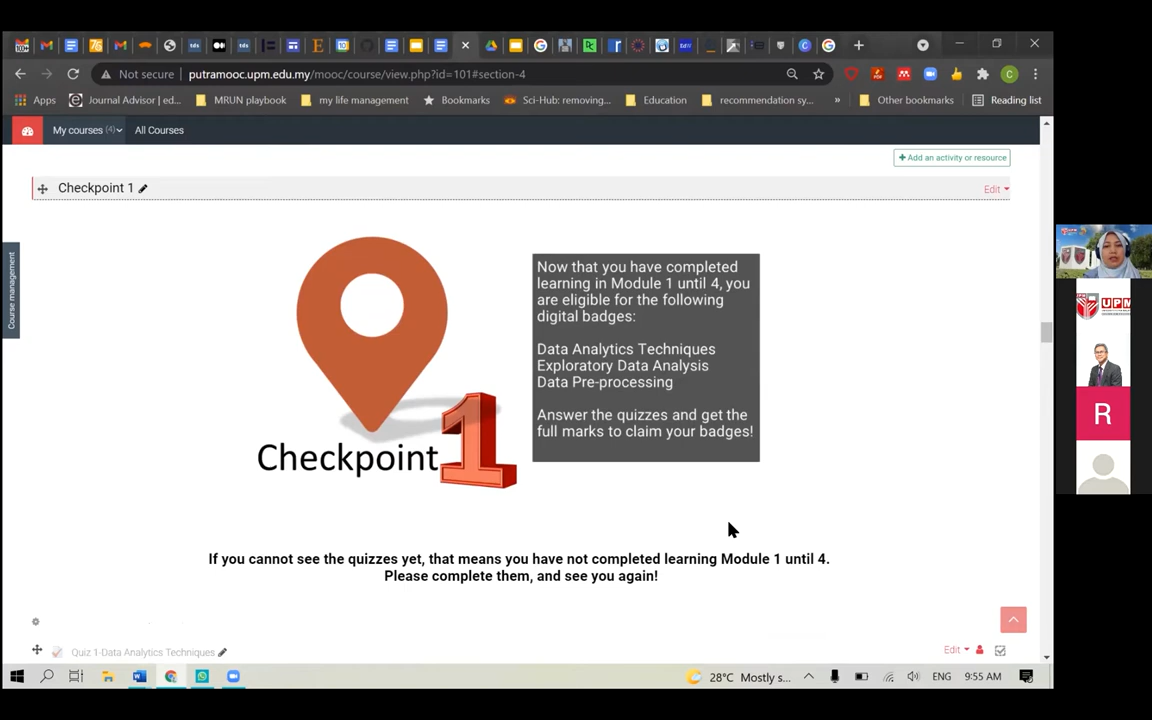 Not secure putramooc.upm.edu.my/mooc/course/view.php?id=101#section-4
Apps Journal Advisor | ed... MRUN playbook my life management Bookmarks Sci-Hub: removing... Education recommendation sy... » Other bookmarks Reading list
My courses (4) All Courses
Add an activity or resource
Checkpoint 1 Edit
Course management
Now that you have completed
learning in Module 1 until 4, you
are eligible for the following
digital badges:
Data Analytics Techniques
Exploratory Data Analysis
Data Pre-processing
Answer the quizzes and get the
full marks to claim your badges!
Checkpoint 1
If you cannot see the quizzes yet, that means you have not completed learning Module 1 until 4.
Please complete them, and see you again!
Quiz 1-Data Analytics Techniques Edit
28°C Mostly s... ENG 9:55 AM
UPM
R